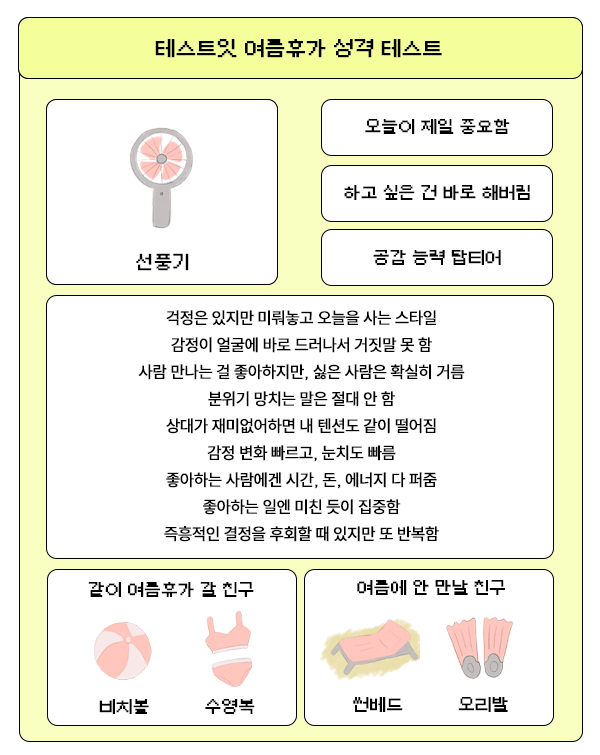 테스트잇 여름휴가 성격 테스트
선풍기
오늘이 제일 중요함
하고 싶은 건 바로 해버림
공감 능력 탑티어
걱정은 있지만 미뤄놓고 오늘을 사는 스타일
감정이 얼굴에 바로 드러나서 거짓말 못 함
사람 만나는 걸 좋아하지만, 싫은 사람은 확실히 거름
분위기 망치는 말은 절대 안 함
상대가 재미없어하면 내 텐션도 같이 떨어짐
감정 변화 빠르고, 눈치도 빠름
좋아하는 사람에겐 시간, 돈, 에너지 다 퍼줌
좋아하는 일엔 미친 듯이 집중함
즉흥적인 결정을 후회할 때 있지만 또 반복함
같이 여름휴가 갈 친구
비치볼
수영복
여름에 안 만날 친구
썬베드
오리발